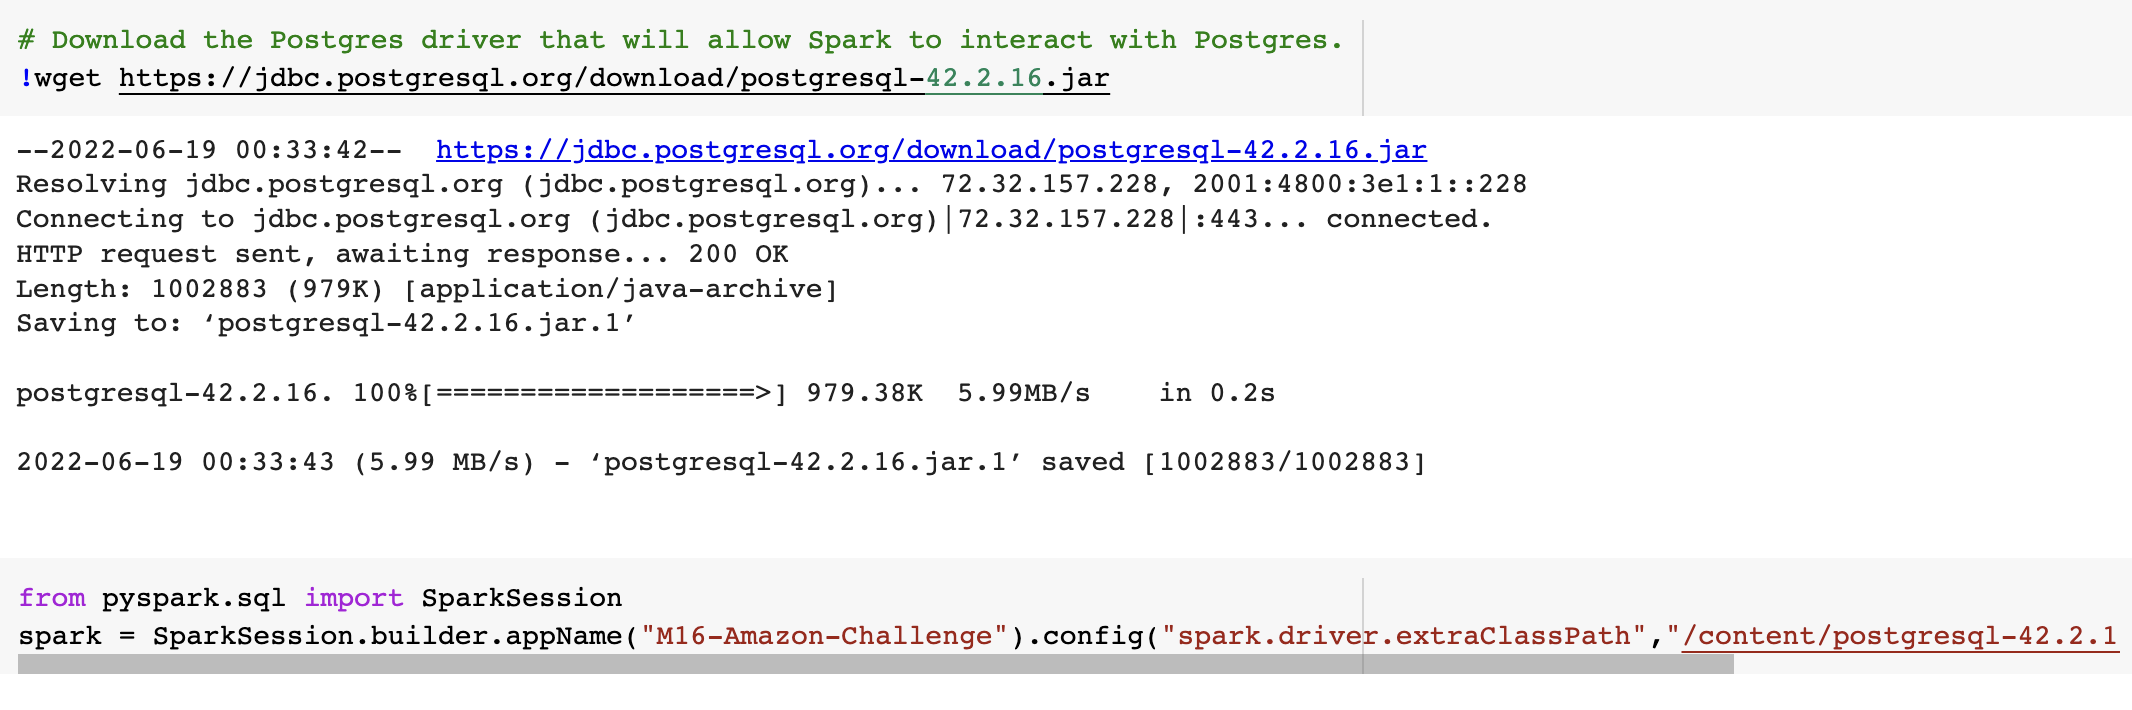 # Download the Postgres driver that will allow Spark to interact with Postgres.
!wget https://jdbc.postgresql.org/download/postgresql-42.2.16.jar
--2022-06-19 00:33:42--  https://jdbc.postgresql.org/download/postgresql-42.2.16.jar
Resolving jdbc.postgresql.org (jdbc.postgresql.org)... 72.32.157.228, 2001:4800:3e1:1::228
Connecting to jdbc.postgresql.org (jdbc.postgresql.org)|72.32.157.228|:443... connected.
HTTP request sent, awaiting response... 200 OK
Length: 1002883 (979K) [application/java-archive]
Saving to: ‘postgresql-42.2.16.jar.1’
postgresql-42.2.16. 100%[===================>] 979.38K  5.99MB/s    in 0.2s
2022-06-19 00:33:43 (5.99 MB/s) - ‘postgresql-42.2.16.jar.1’ saved [1002883/1002883]
from pyspark.sql import SparkSession
spark = SparkSession.builder.appName("M16-Amazon-Challenge").config("spark.driver.extraClassPath","/content/postgresql-42.2.1